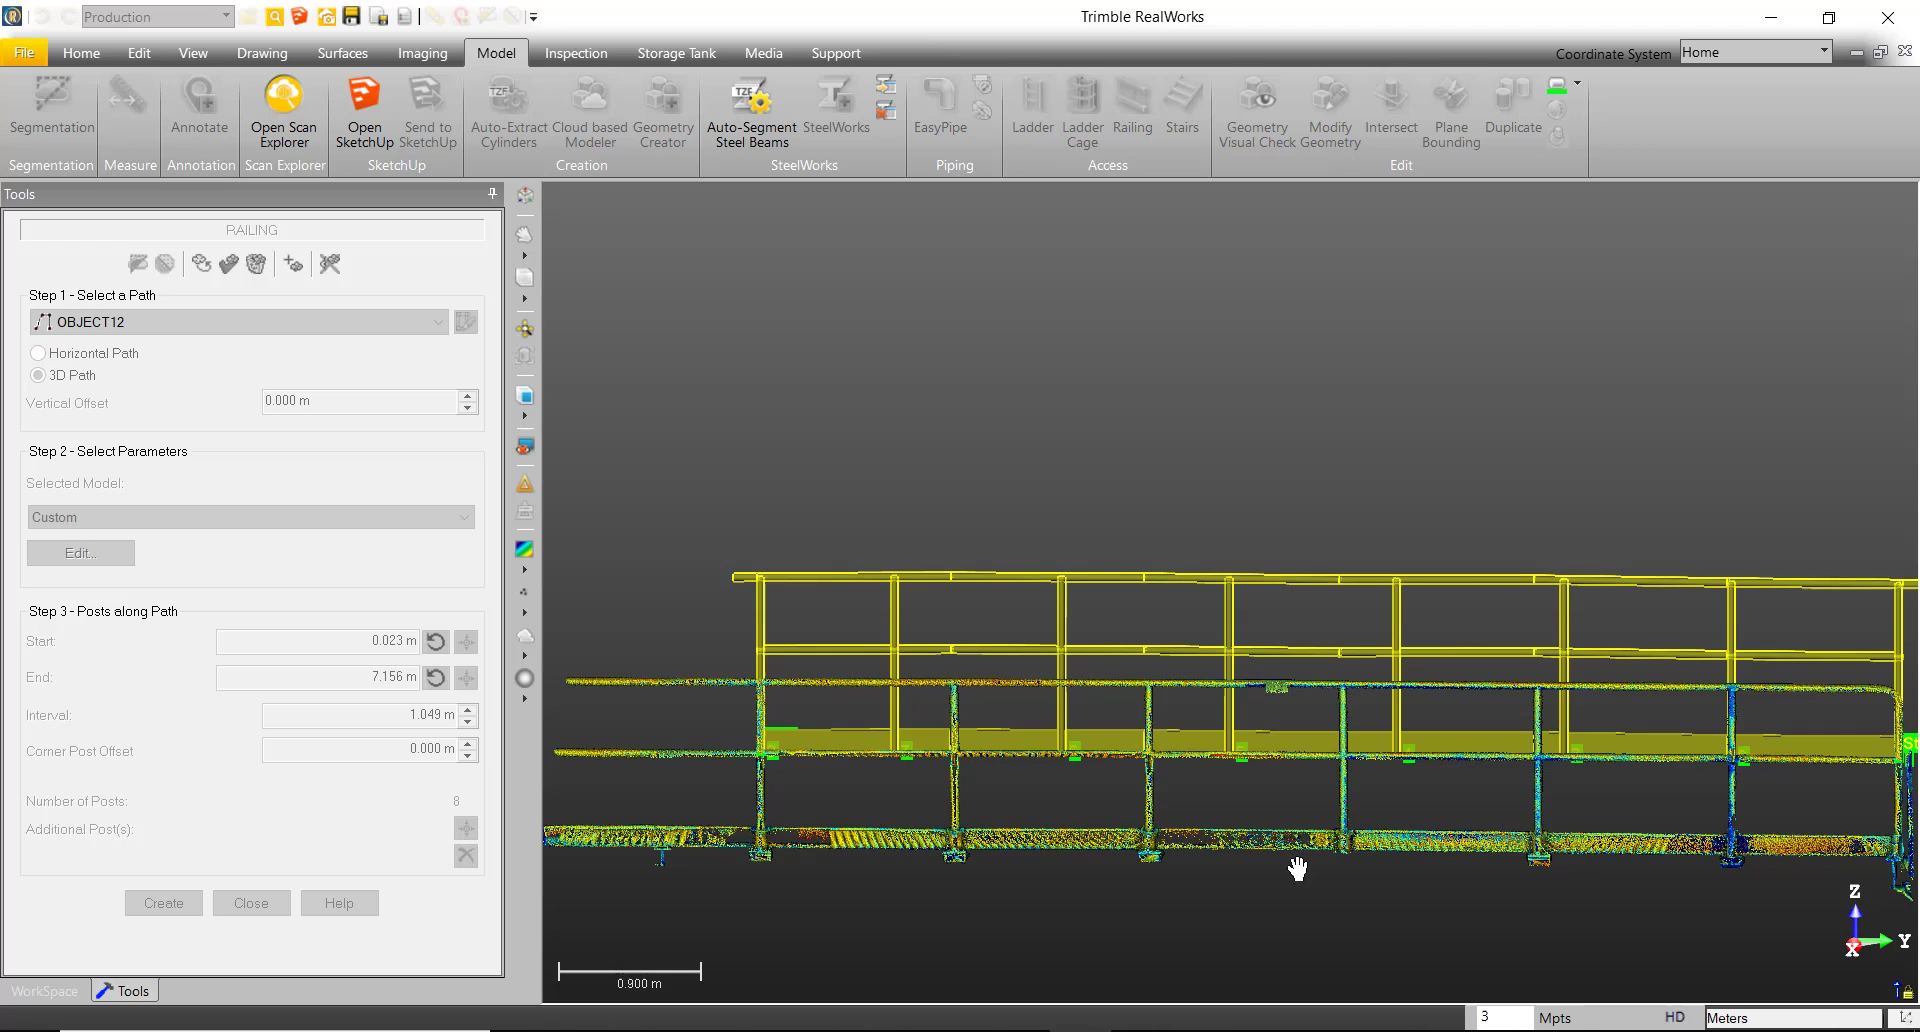 Production
Trimble RealWorks
File Home Edit View Drawing Surfaces Imaging Model Inspection Storage Tank Media Support
Coordinate System Home
Segmentation
Annotate
Open Scan
Explorer
Open
SketchUp
Send to
SketchUp
TZF
Auto-Extract
Cylinders
Cloud based
Modeler
Geometry
Creator
TZF
Auto-Segment
Steel Beams
SteelWorks
EasyPipe
Ladder
Ladder
Cage
Railing
Stairs
Geometry
Visual Check
Modify
Geometry
Intersect
Plane
Bounding
Duplicate
Segmentation Measure Annotation Scan Explorer SketchUp Creation SteelWorks Piping Access Edit
Tools
RAILING
Step 1 - Select a Path
OBJECT12
Horizontal Path
3D Path
Vertical Offset 0.000 m
Step 2 - Select Parameters
Selected Model:
Custom
Edit...
Step 3 - Posts along Path
Start: 0.023 m
End: 7.156 m
Interval: 1.049 m
Corner Post Offset 0.000 m
Number of Posts: 8
Additional Post(s):
Create Close Help
St
Z
Y
X
0.900 m
WorkSpace Tools
3 Mpts HD Meters